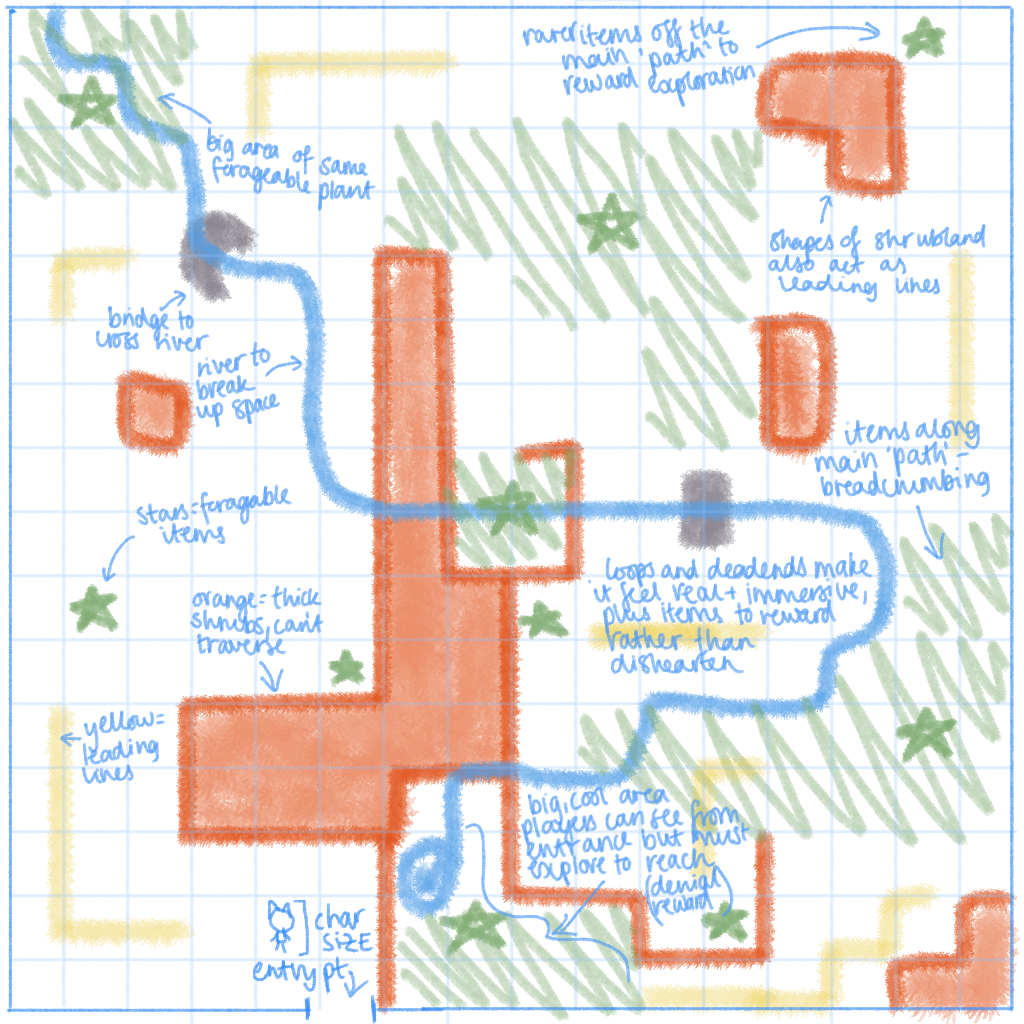 rarer items off the
main 'path' to
reward exploration
big area of same
forageable plant
shapes of shrubland
also act as
leading lines
bridge to
cross river
river to
break
up space
items along
main 'path' -
breadcrumbing
stars=foragable
items
loops and deadends make
it feel real + immersive,
plus items to reward
rather than
dishearten
orange= thick
shrubs, can't
traverse
yellow=
leading
lines
big, cool area
players can see from
entrance but must
explore to reach
(denial
reward)
char
SIZE
entry pt,